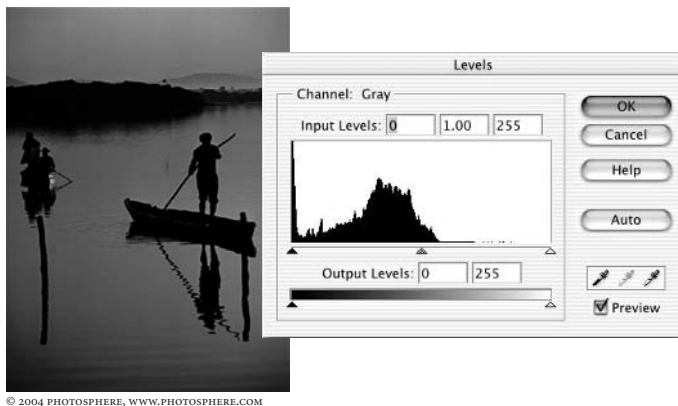 Levels
Channel: Gray
Input Levels: 0 1.00 255
Output Levels: 0 255
OK
Cancel
Help
Auto
Preview
© 2004 PHOTOSPHERE, WWW.PHOTOSPHERE.COM